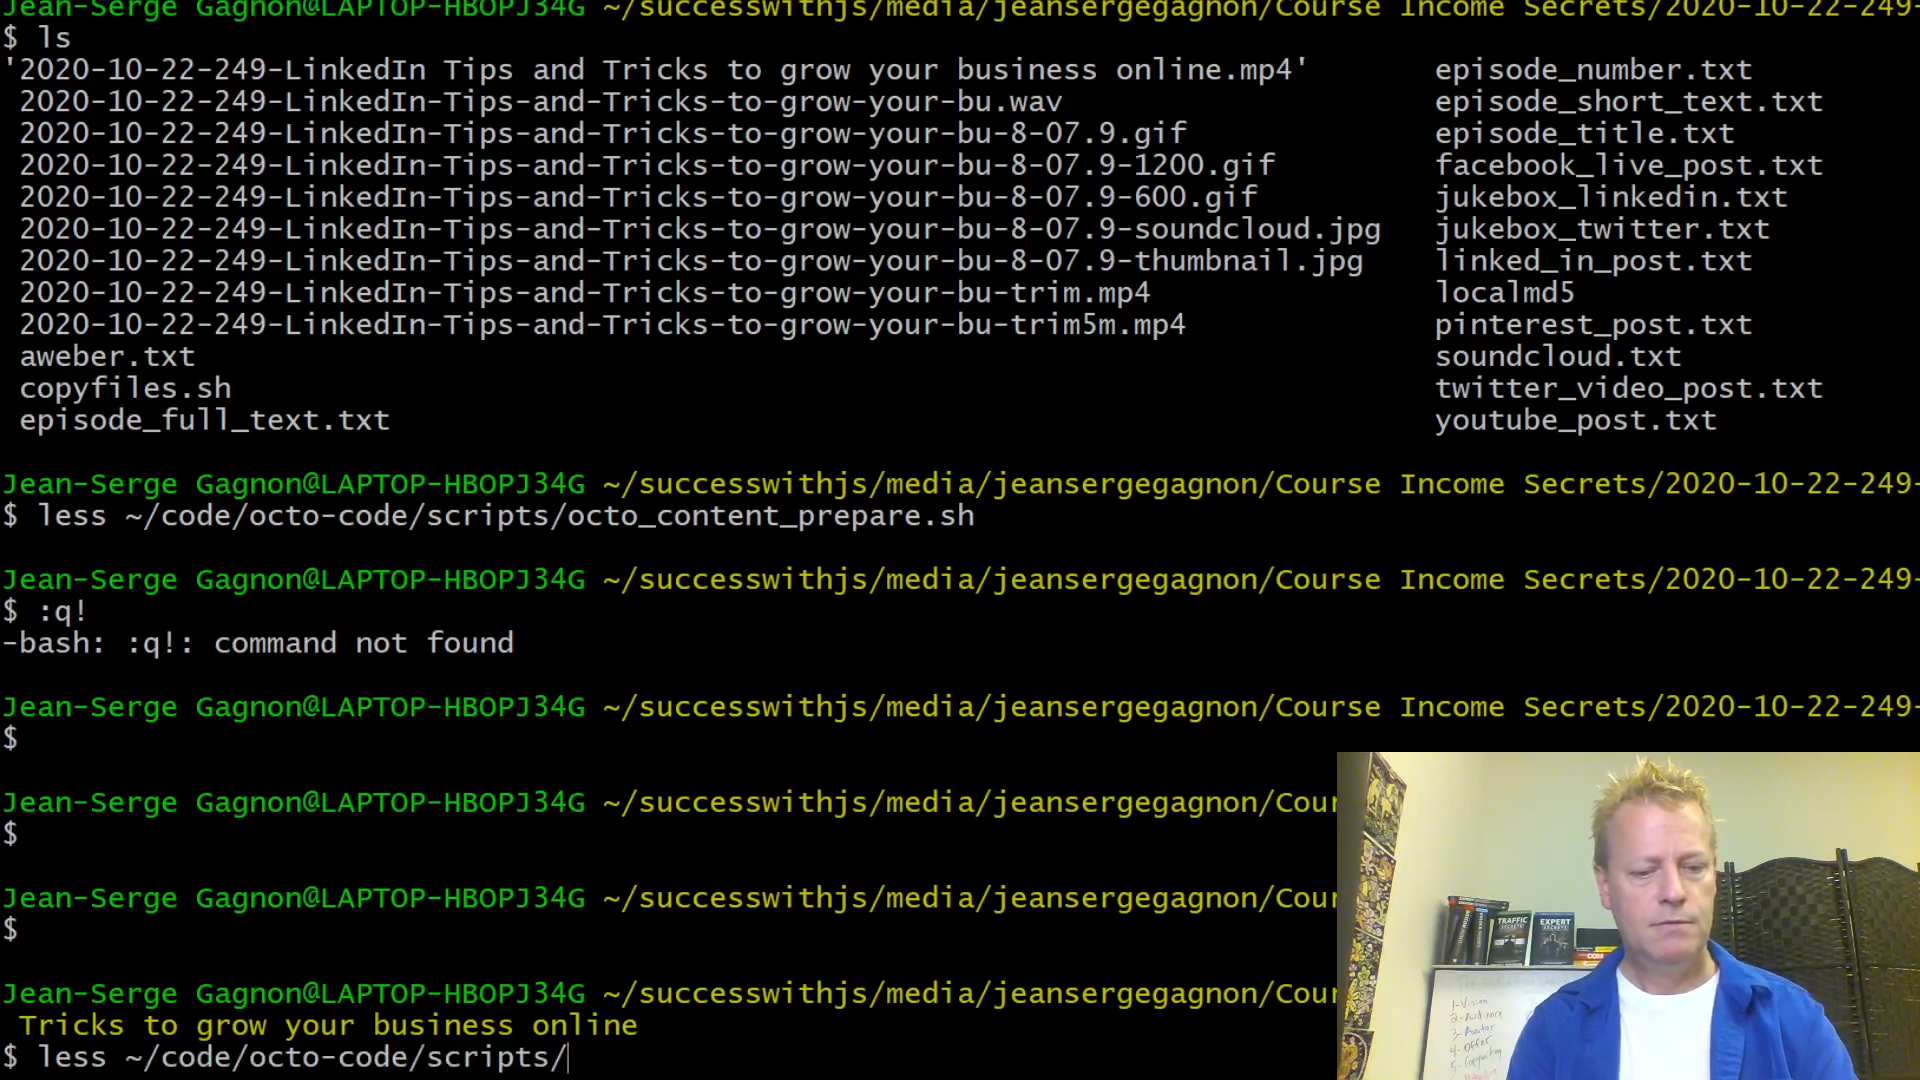 Jean-Serge Gagnon@LAPTOP-HBOPJ34G ~/successwithjs/media/jeansergegagnon/Course Income Secrets/2020-10-22-249-
$ ls
'2020-10-22-249-LinkedIn Tips and Tricks to grow your business online.mp4' episode_number.txt
2020-10-22-249-LinkedIn-Tips-and-Tricks-to-grow-your-bu.wav episode_short_text.txt
2020-10-22-249-LinkedIn-Tips-and-Tricks-to-grow-your-bu-8-07.9.gif episode_title.txt
2020-10-22-249-LinkedIn-Tips-and-Tricks-to-grow-your-bu-8-07.9-1200.gif facebook_live_post.txt
2020-10-22-249-LinkedIn-Tips-and-Tricks-to-grow-your-bu-8-07.9-600.gif jukebox_linkedin.txt
2020-10-22-249-LinkedIn-Tips-and-Tricks-to-grow-your-bu-8-07.9-soundcloud.jpg jukebox_twitter.txt
2020-10-22-249-LinkedIn-Tips-and-Tricks-to-grow-your-bu-8-07.9-thumbnail.jpg linked_in_post.txt
2020-10-22-249-LinkedIn-Tips-and-Tricks-to-grow-your-bu-trim.mp4 localmd5
2020-10-22-249-LinkedIn-Tips-and-Tricks-to-grow-your-bu-trim5m.mp4 pinterest_post.txt
aweber.txt soundcloud.txt
copyfiles.sh twitter_video_post.txt
episode_full_text.txt youtube_post.txt
Jean-Serge Gagnon@LAPTOP-HBOPJ34G ~/successwithjs/media/jeansergegagnon/Course Income Secrets/2020-10-22-249-
$ less ~/code/octo-code/scripts/octo_content_prepare.sh
Jean-Serge Gagnon@LAPTOP-HBOPJ34G ~/successwithjs/media/jeansergegagnon/Course Income Secrets/2020-10-22-249-
$ :q!
-bash: :q!: command not found
Jean-Serge Gagnon@LAPTOP-HBOPJ34G ~/successwithjs/media/jeansergegagnon/Course Income Secrets/2020-10-22-249-
$
Jean-Serge Gagnon@LAPTOP-HBOPJ34G ~/successwithjs/media/jeansergegagnon/Cour
$
Jean-Serge Gagnon@LAPTOP-HBOPJ34G ~/successwithjs/media/jeansergegagnon/Cour
$
Jean-Serge Gagnon@LAPTOP-HBOPJ34G ~/successwithjs/media/jeansergegagnon/Cour
Tricks to grow your business online
$ less ~/code/octo-code/scripts/
TRAFFIC
SECRETS
EXPERT
SECRETS
1-Vision
2-Audience
3-Avatar
4-Offer
5-Copywriting